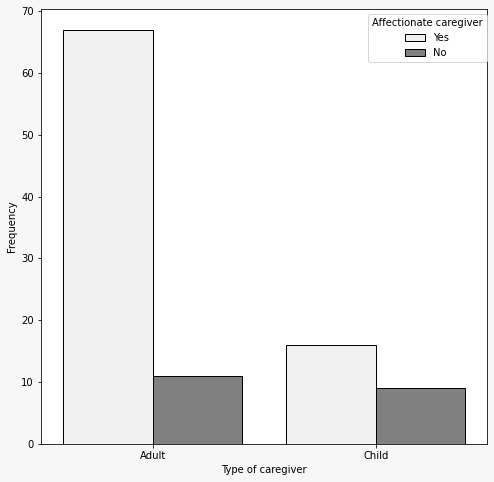 70
60
50
40
30
20
10
0
Frequency
Affectionate caregiver
Yes
No
Adult
Child
Type of caregiver